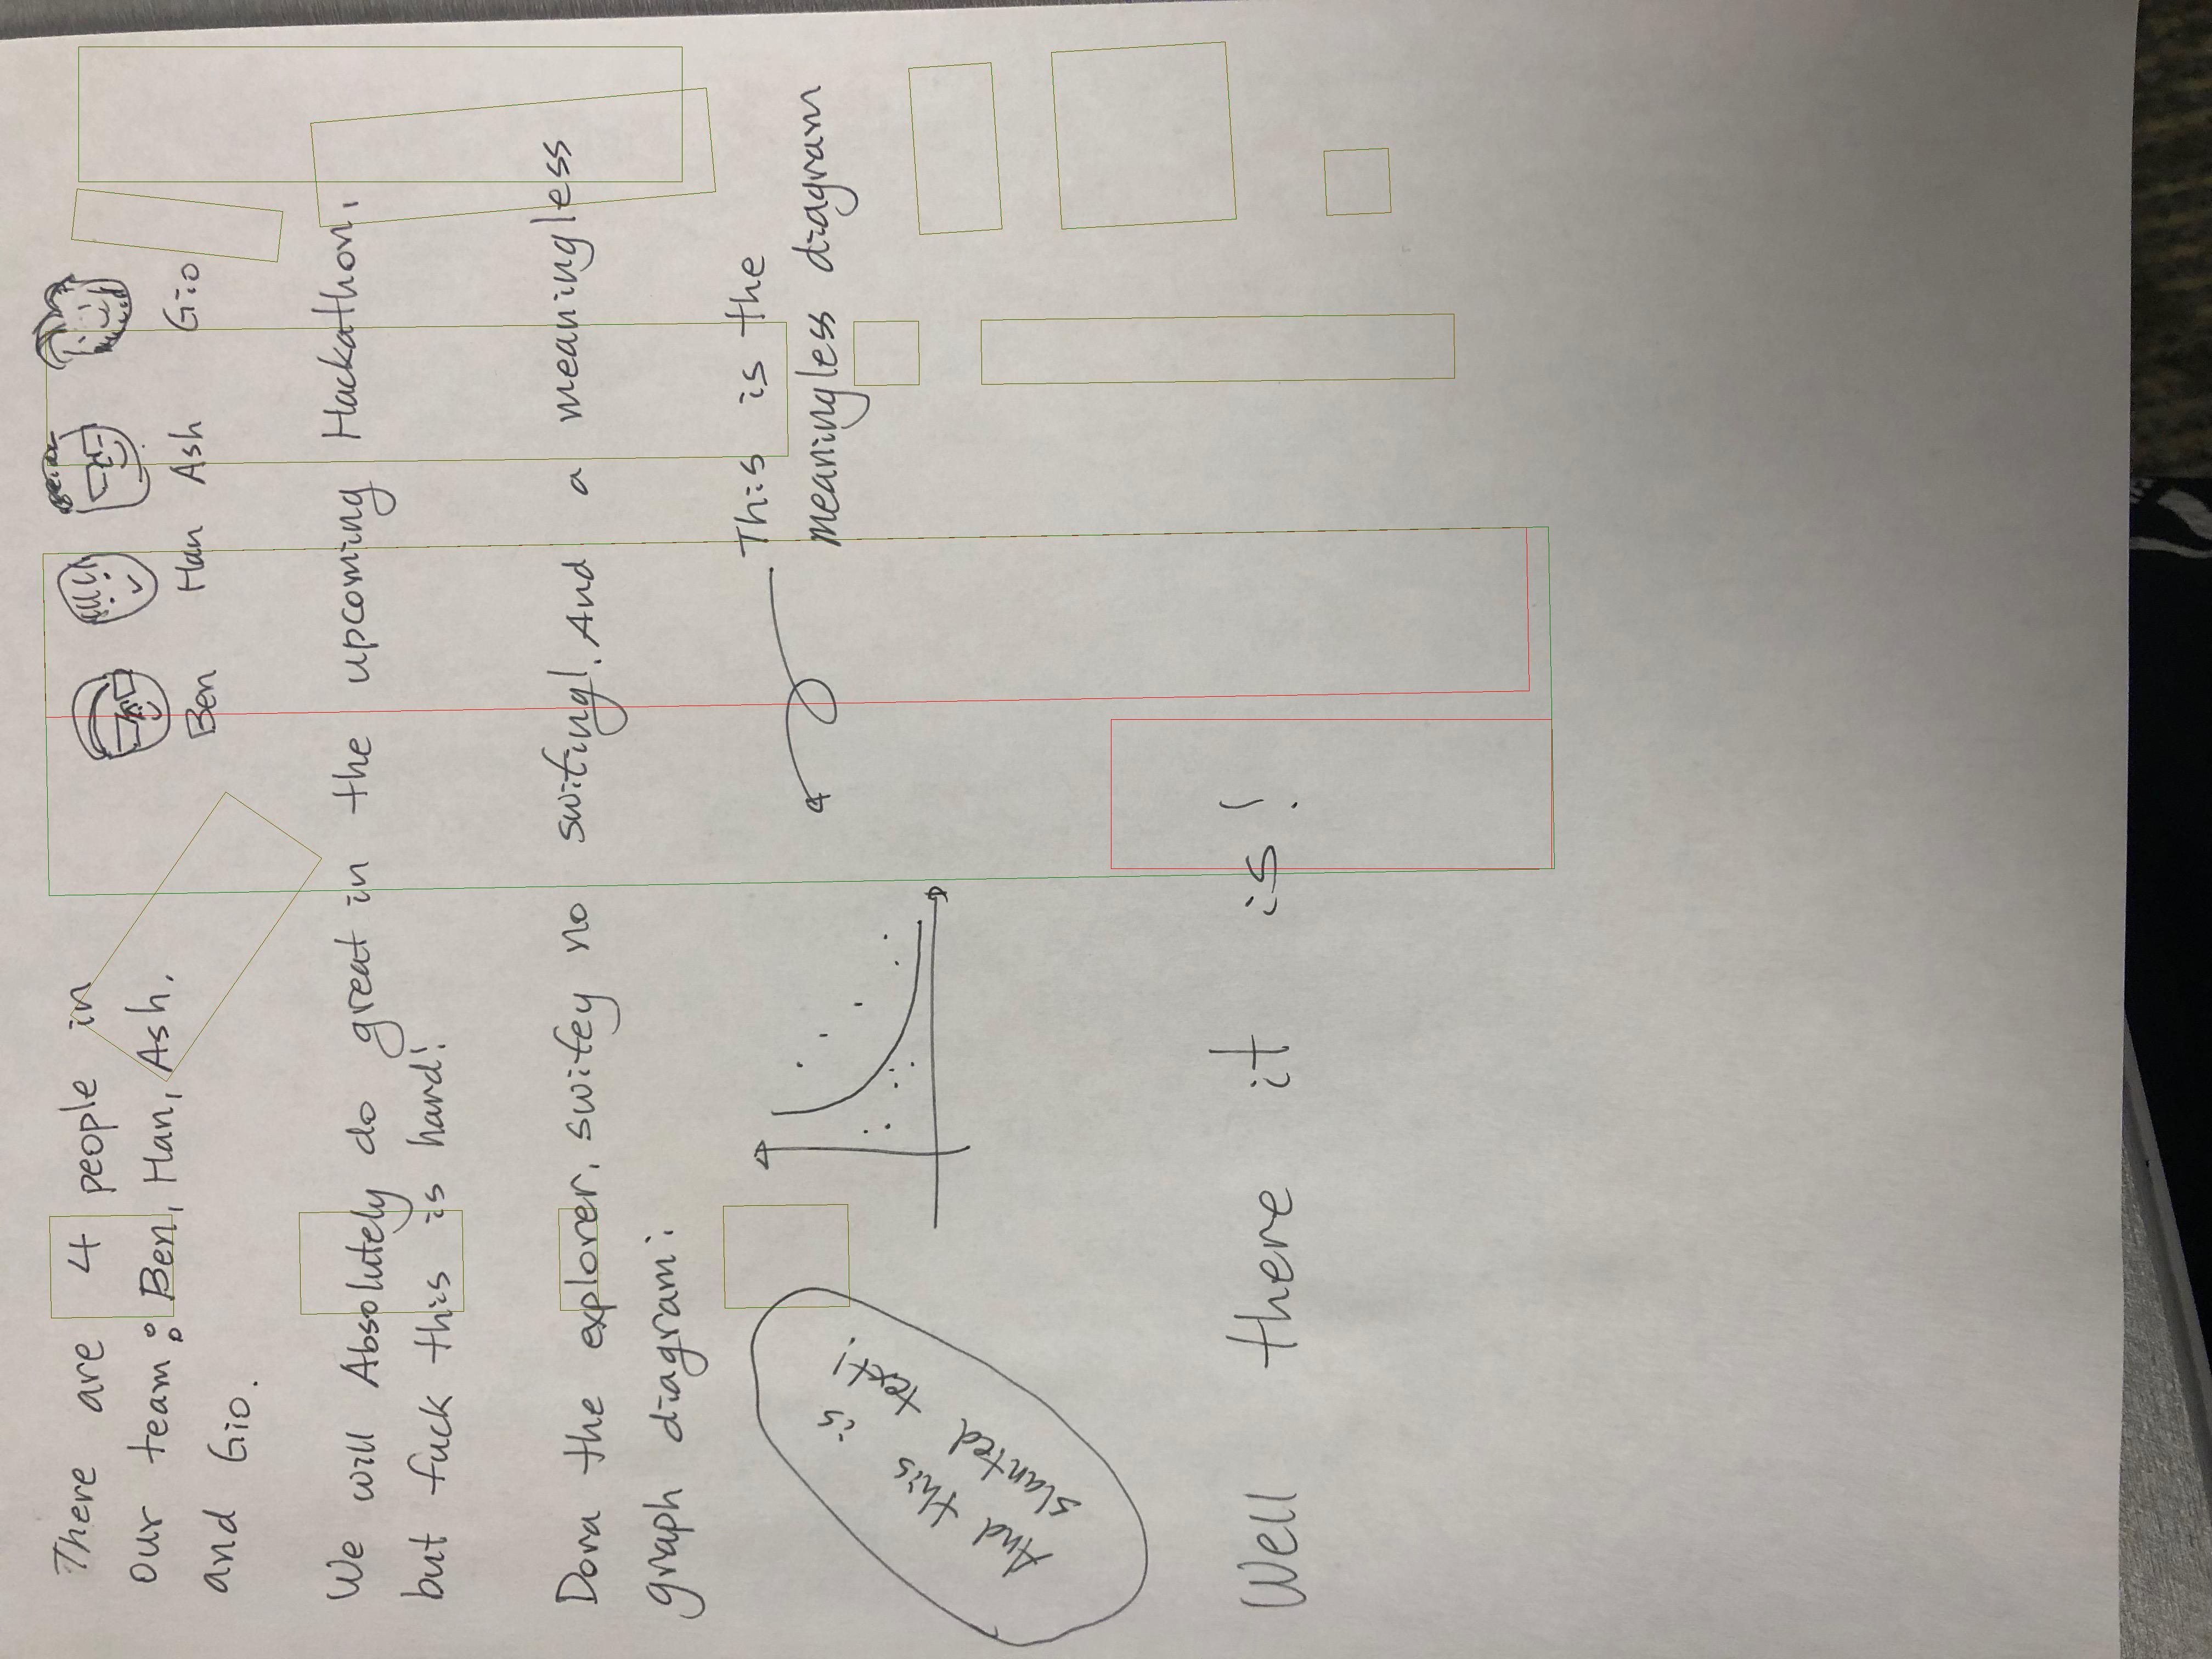 There are 4 people in
our team: Ben, Han, Ash,
and Gio.
Ben Han Ash Gio
We will Absolutely do great in the upcoming Hackathon,
but fuck this is hard!
Dora the explorer, swifey no swifing! And a meaningless
graph diagram:
This is the
meaningless diagram
And this is
slanted text.
Well there it is!